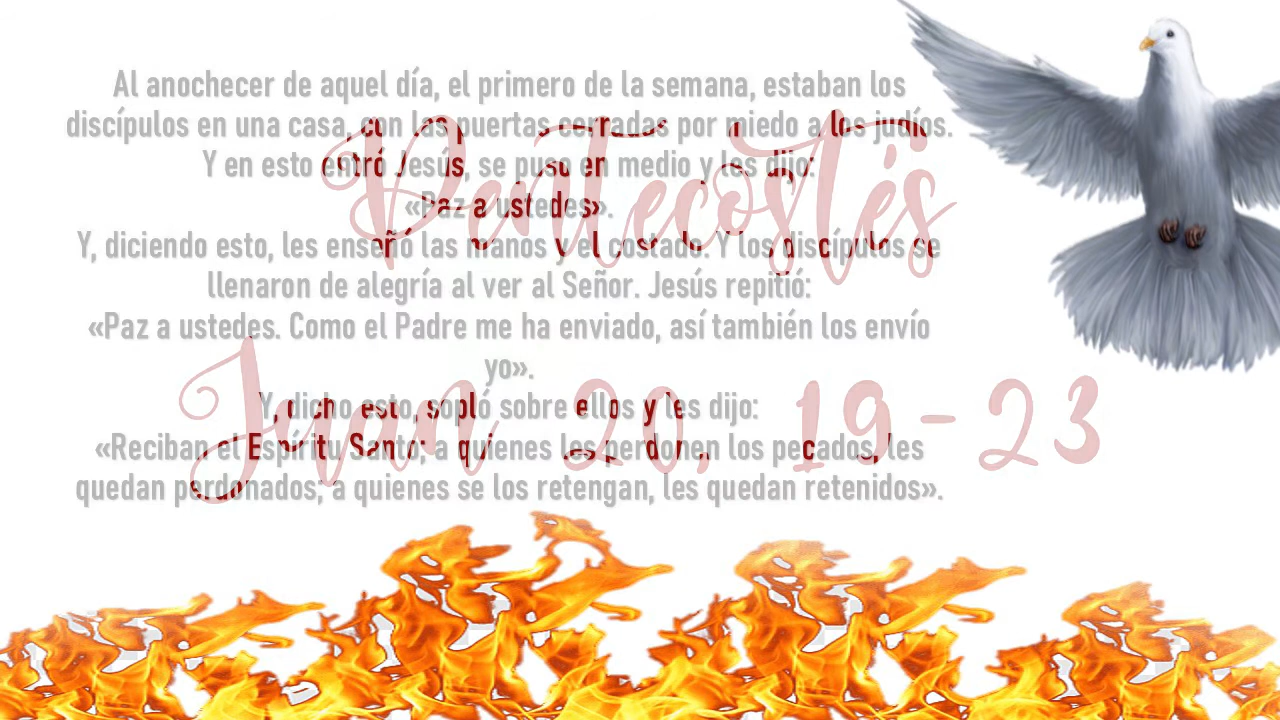 Al anochecer de aquel día, el primero de la semana, estaban los
discípulos en una casa, con las puertas cerradas por miedo a los judíos.
Y en esto entró Jesús, se puso en medio y les dijo:
«Paz a ustedes».
Y, diciendo esto, les enseñó las manos y el costado. Y los discípulos se
llenaron de alegría al ver al Señor. Jesús repitió:
«Paz a ustedes. Como el Padre me ha enviado, así también los envío
yo».
Y, dicho esto, sopló sobre ellos y les dijo:
«Reciban el Espíritu Santo; a quienes les perdonen los pecados, les
quedan perdonados; a quienes se los retengan, les quedan retenidos».
Pentecostés
Juan 20, 19-23